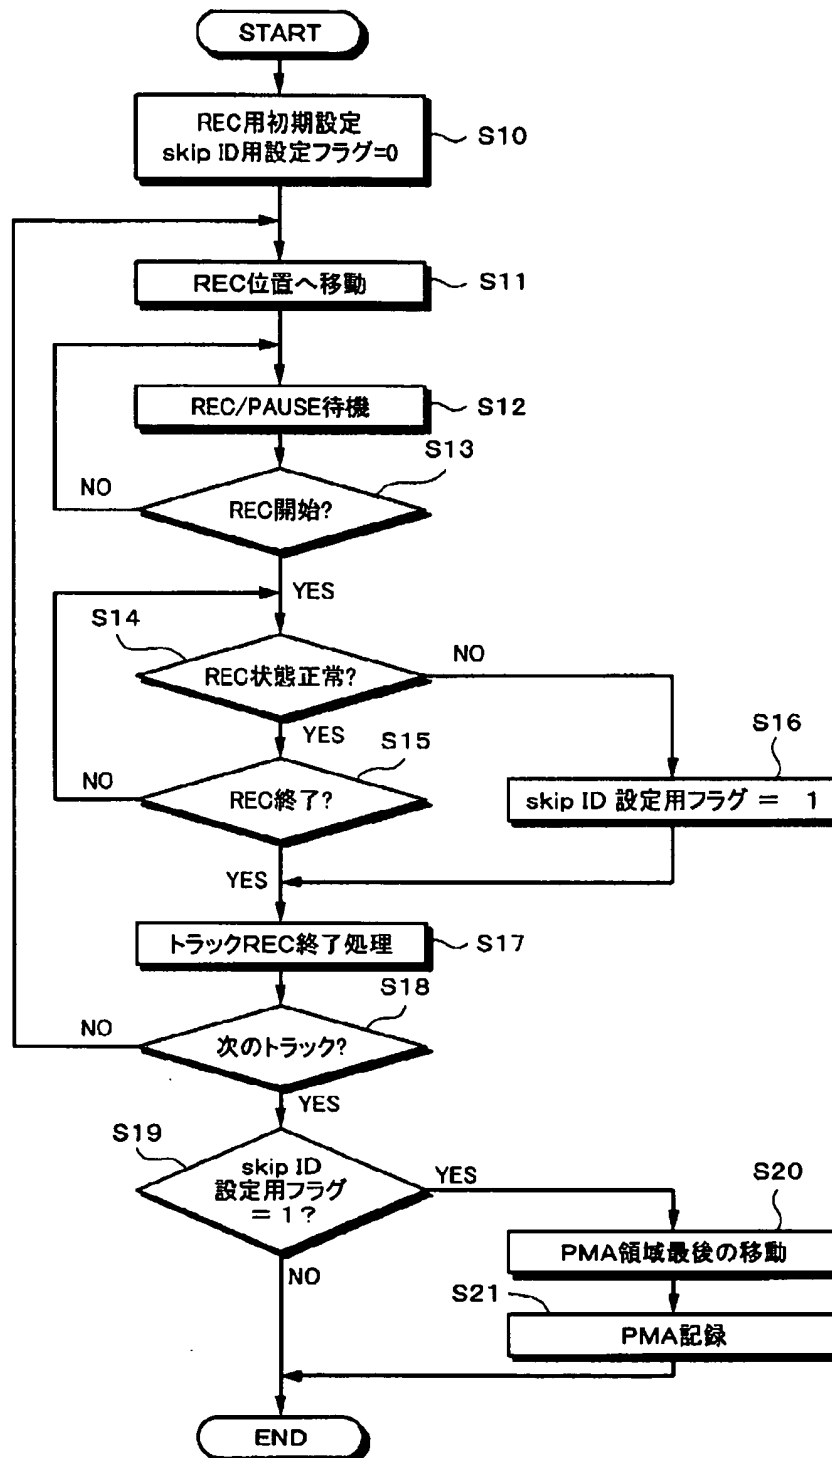 START
REC用初期設定
skip ID用設定フラグ=0
S10
REC位置へ移動
S11
REC/PAUSE待機
S12
S13
NO
REC開始?
YES
S14
NO
REC状態正常?
YES
S15
S16
NO
REC終了?
skip ID 設定用フラグ = 1
YES
トラックREC終了処理
S17
S18
NO
次のトラック?
YES
S19
skip ID
設定用フラグ
= 1 ?
YES
S20
PMA領域最後の移動
NO
S21
PMA記録
END